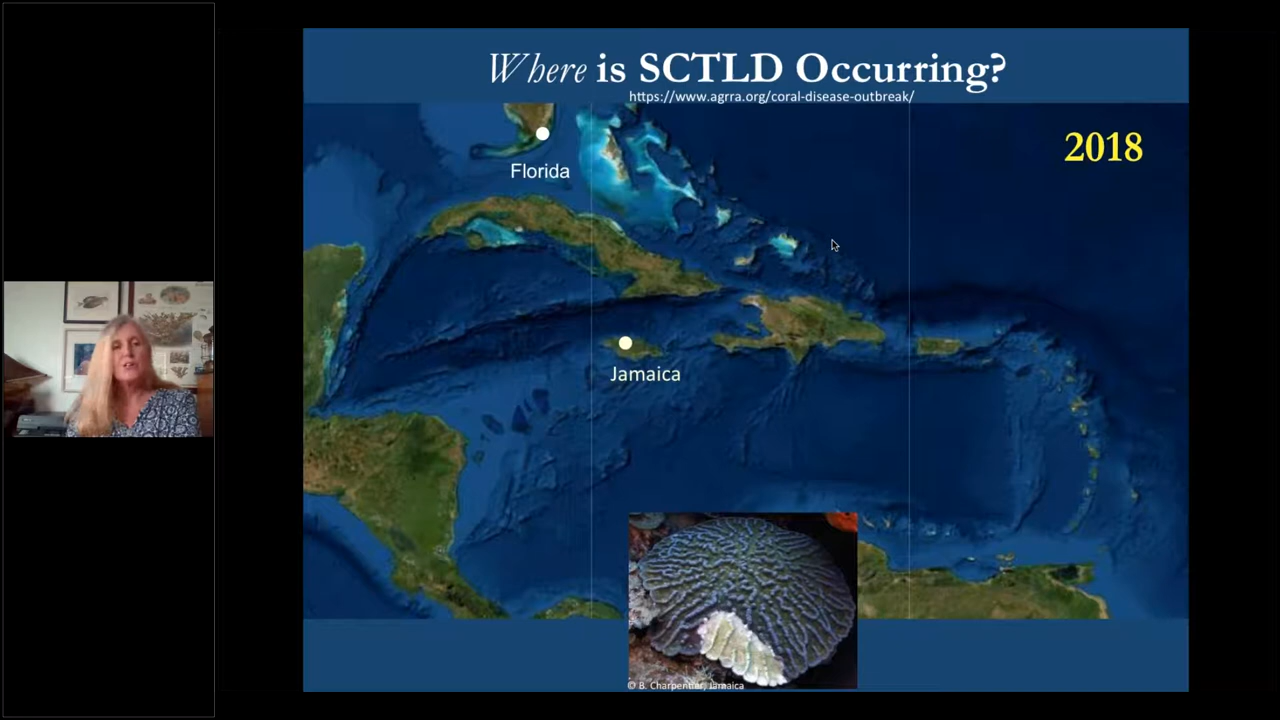 Where is SCTLD Occurring?
https://www.agrra.org/coral-disease-outbreak/
2018
Florida
Jamaica
© B. Charpentier, Jamaica